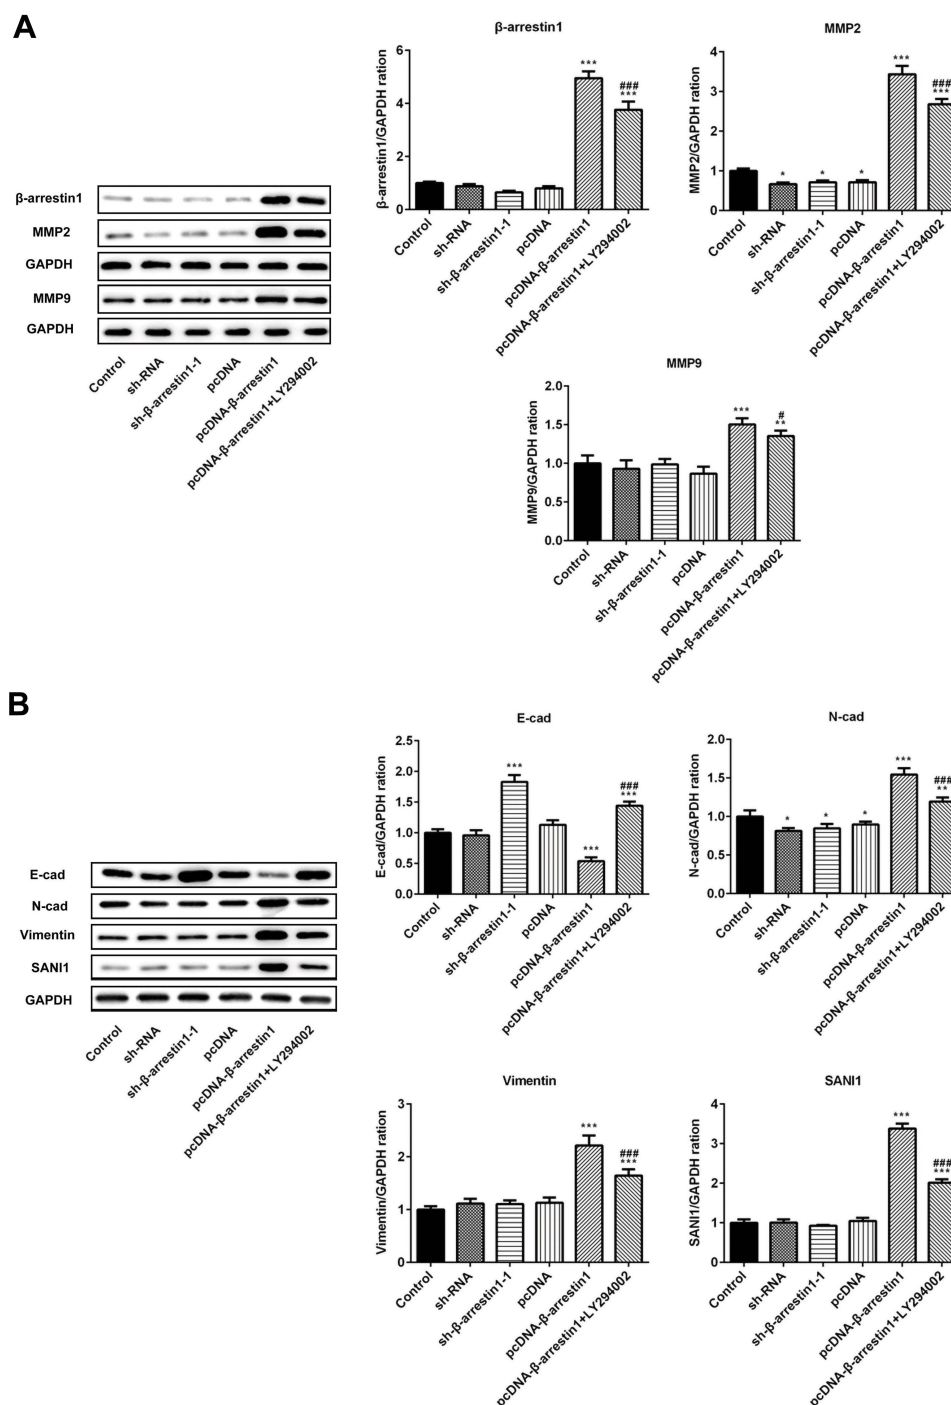 A
β-arrestin1
MMP2
GAPDH
MMP9
GAPDH
Control
sh-RNA
sh-β-arrestin1-1
pcDNA
pcDNA-β-arrestin1
pcDNA-β-arrestin1+LY294002
β-arrestin1
β-arrestin1/GAPDH ration
6
4
2
0
***
###
***
Control
sh-RNA
sh-β-arrestin1-1
pcDNA
pcDNA-β-arrestin1
pcDNA-β-arrestin1+LY294002
MMP2
MMP2/GAPDH ration
4
3
2
1
0
*
*
*
***
###
***
Control
sh-RNA
sh-β-arrestin1-1
pcDNA
pcDNA-β-arrestin1
pcDNA-β-arrestin1+LY294002
MMP9
MMP9/GAPDH ration
2.0
1.5
1.0
0.5
0.0
***
#
**
Control
sh-RNA
sh-β-arrestin1-1
pcDNA
pcDNA-β-arrestin1
pcDNA-β-arrestin1+LY294002
B
E-cad
N-cad
Vimentin
SANI1
GAPDH
Control
sh-RNA
sh-β-arrestin1-1
pcDNA
pcDNA-β-arrestin1
pcDNA-β-arrestin1+LY294002
E-cad
E-cad/GAPDH ration
2.5
2.0
1.5
1.0
0.5
0.0
***
***
###
***
Control
sh-RNA
sh-β-arrestin1-1
pcDNA
pcDNA-β-arrestin1
pcDNA-β-arrestin1+LY294002
N-cad
N-cad/GAPDH ration
2.0
1.5
1.0
0.5
0.0
*
*
*
***
###
**
Control
sh-RNA
sh-β-arrestin1-1
pcDNA
pcDNA-β-arrestin1
pcDNA-β-arrestin1+LY294002
Vimentin
Vimentin/GAPDH ration
3
2
1
0
***
###
***
Control
sh-RNA
sh-β-arrestin1-1
pcDNA
pcDNA-β-arrestin1
pcDNA-β-arrestin1+LY294002
SANI1
SANI1/GAPDH ration
4
3
2
1
0
***
###
***
Control
sh-RNA
sh-β-arrestin1-1
pcDNA
pcDNA-β-arrestin1
pcDNA-β-arrestin1+LY294002